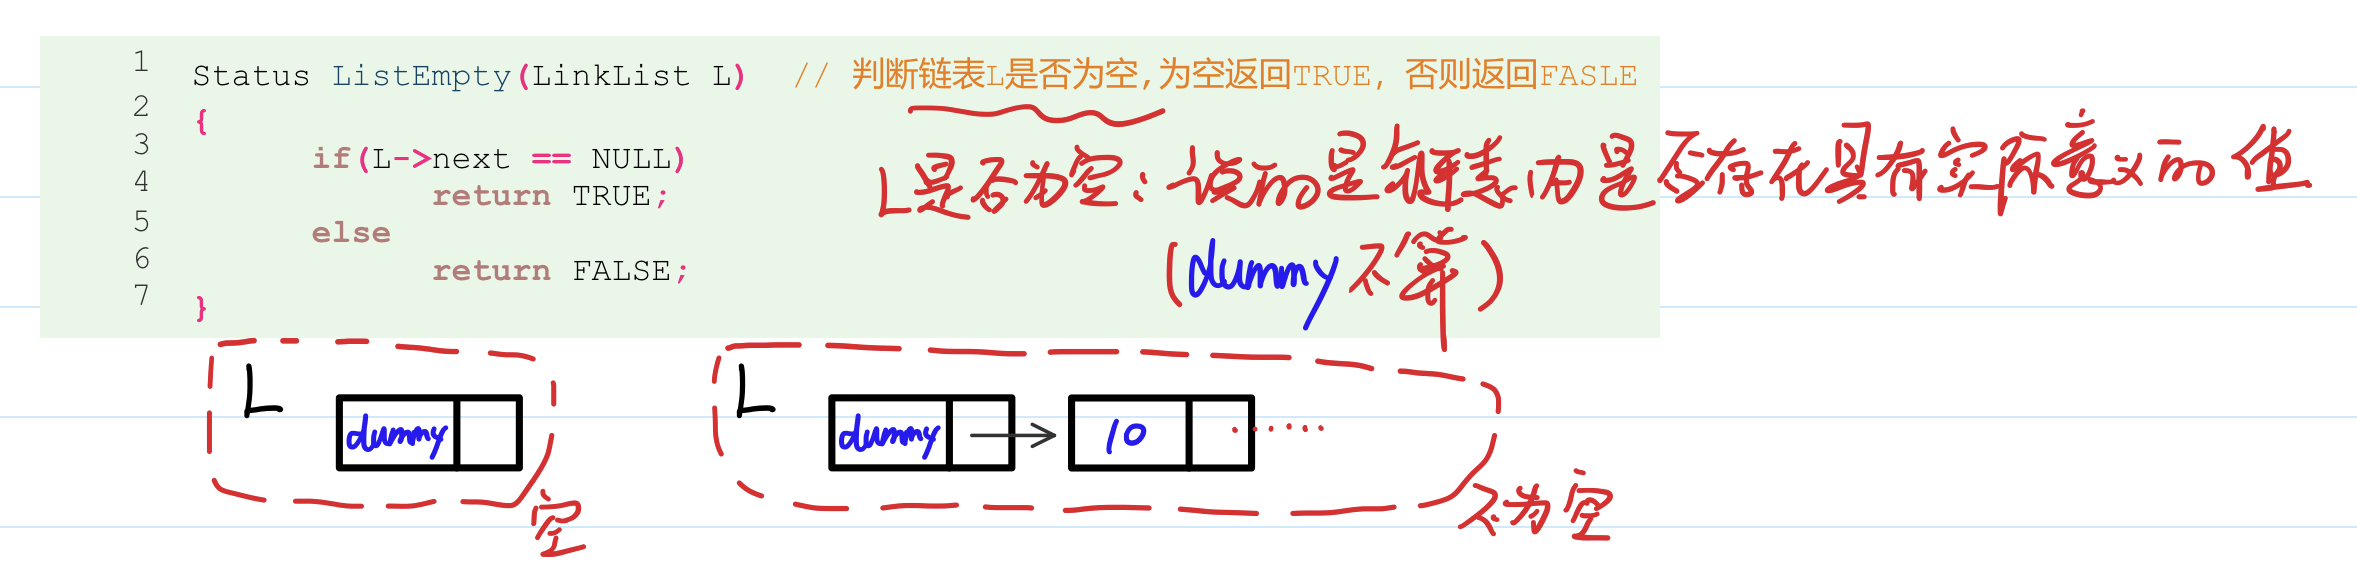 1 Status ListEmpty(LinkList L) // 判断链表L是否为空,为空返回TRUE, 否则返回FASLE
2 {
3 if(L->next == NULL)
4 return TRUE;
5 else
6 return FALSE;
7 }
L是否为空:说的是链表内是否存在具有实际意义的值
(dummy不算)
L dummy
空
L dummy 10 ......
不为空